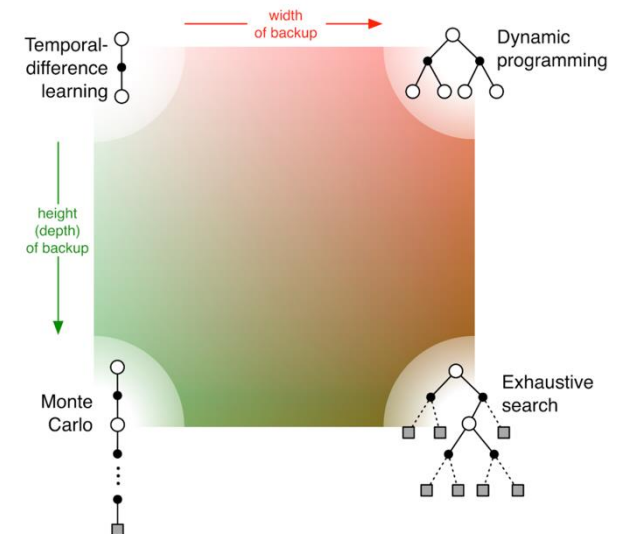 width
of backup
Temporal-
difference
learning
Dynamic
programming
height
(depth)
of backup
Monte
Carlo
Exhaustive
search